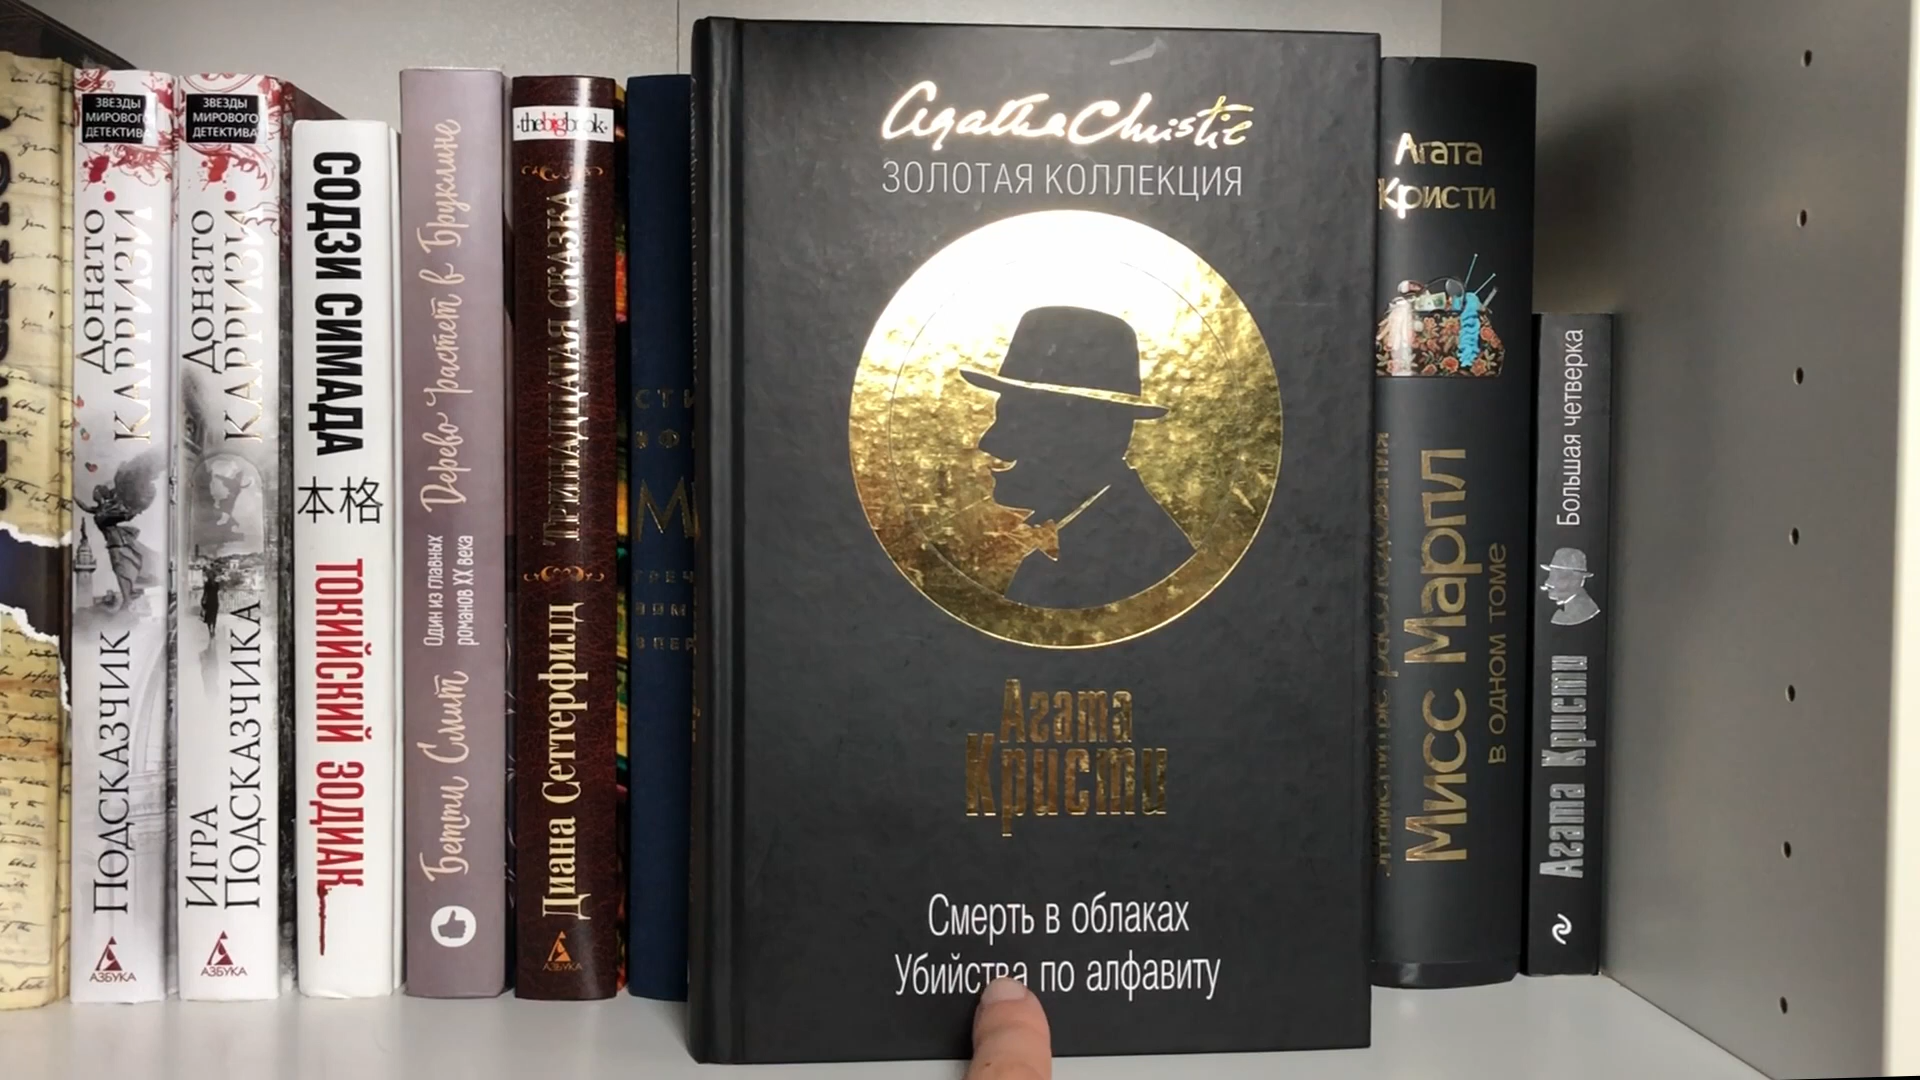 ЗВЕЗДЫ
МИРОВОГО
ДЕТЕКТИВА
ДОНАТО
КАРРИЗИ
ПОДСКАЗЧИК
АЗБУКА
ЗВЕЗДЫ
МИРОВОГО
ДЕТЕКТИВА
ДОНАТО
КАРРИЗИ
ИГРА
ПОДСКАЗЧИКА
АЗБУКА
СОДЗИ СИМАДА
本格
ТОКИЙСКИЙ ЗОДИАК
Бетти Смит
Один из главных
романов XX века
Дерево растет в Бруклине
thebigbook
Диана Сеттерфилд
Тринадцатая сказка
АЗБУКА
Agatha Christie
ЗОЛОТАЯ КОЛЛЕКЦИЯ
Агата
Кристи
Смерть в облаках
Убийства по алфавиту
Агата
Кристи
Мисс Марпл
в одном томе
Агата Кристи
Большая четверка